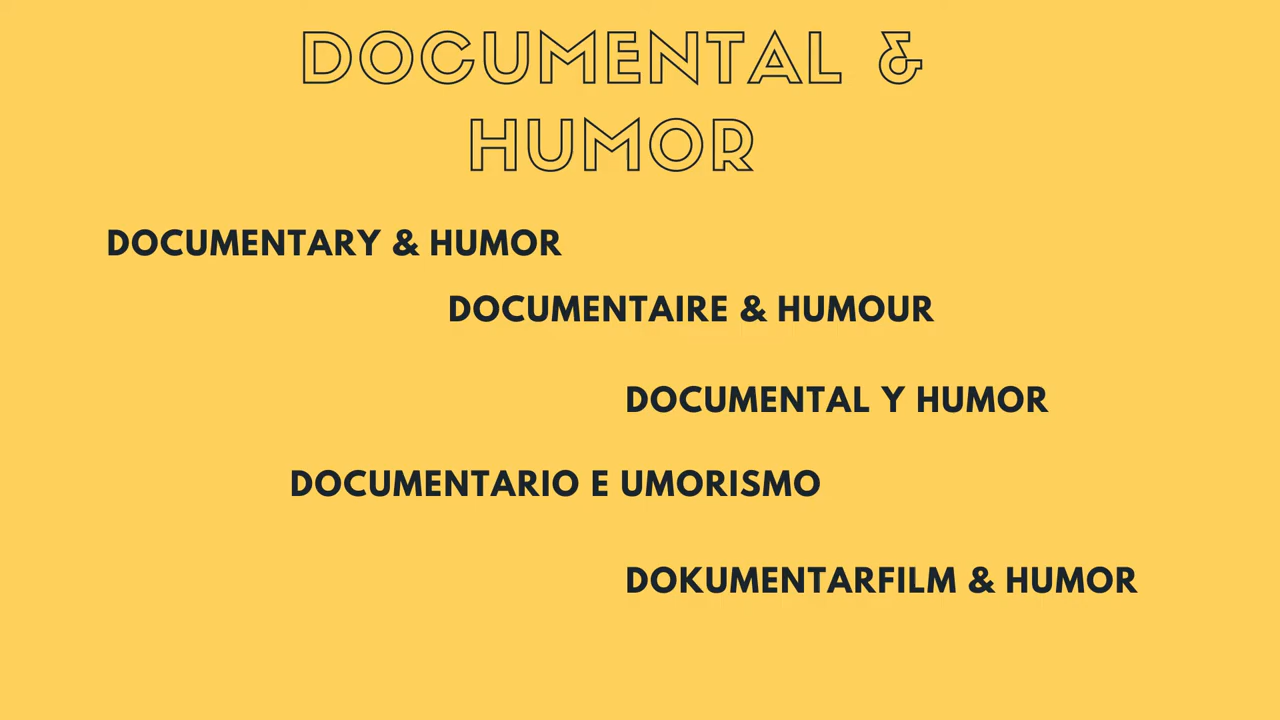 DOCUMENTAL &
HUMOR
DOCUMENTARY & HUMOR
DOCUMENTAIRE & HUMOUR
DOCUMENTAL Y HUMOR
DOCUMENTARIO E UMORISMO
DOKUMENTARFILM & HUMOR